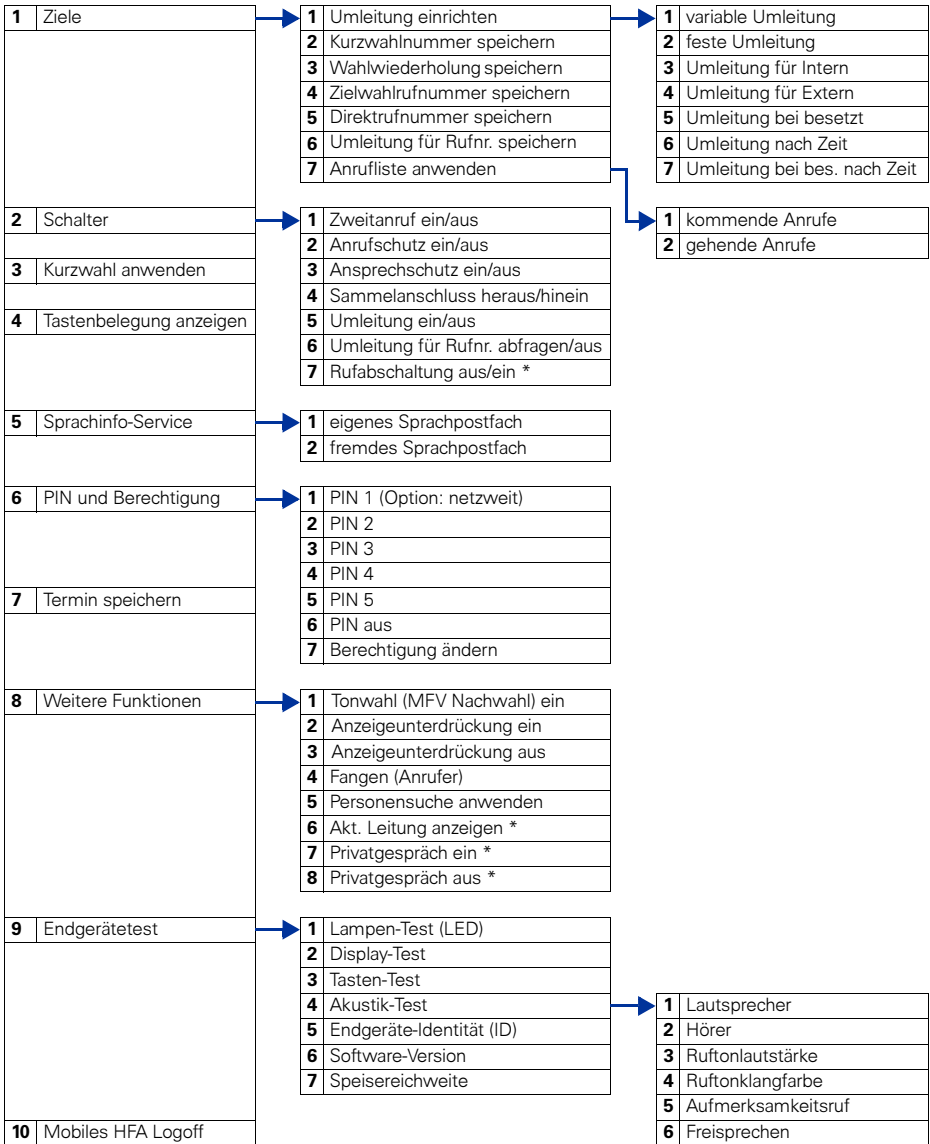 1 Ziele
1 Umleitung einrichten
2 Kurzwahlnummer speichern
3 Wahlwiederholung speichern
4 Zielwahlrufnummer speichern
5 Direktrufnummer speichern
6 Umleitung für Rufnr. speichern
7 Anrufliste anwenden
1 variable Umleitung
2 feste Umleitung
3 Umleitung für Intern
4 Umleitung für Extern
5 Umleitung bei besetzt
6 Umleitung nach Zeit
7 Umleitung bei bes. nach Zeit
1 kommende Anrufe
2 gehende Anrufe
2 Schalter
1 Zweitanruf ein/aus
2 Anrufschutz ein/aus
3 Ansprechschutz ein/aus
4 Sammelanschluss heraus/hinein
5 Umleitung ein/aus
6 Umleitung für Rufnr. abfragen/aus
7 Rufabschaltung aus/ein *
3 Kurzwahl anwenden
4 Tastenbelegung anzeigen
5 Sprachinfo-Service
1 eigenes Sprachpostfach
2 fremdes Sprachpostfach
6 PIN und Berechtigung
1 PIN 1 (Option: netzweit)
2 PIN 2
3 PIN 3
4 PIN 4
5 PIN 5
6 PIN aus
7 Berechtigung ändern
7 Termin speichern
8 Weitere Funktionen
1 Tonwahl (MFV Nachwahl) ein
2 Anzeigeunterdrückung ein
3 Anzeigeunterdrückung aus
4 Fangen (Anrufer)
5 Personensuche anwenden
6 Akt. Leitung anzeigen *
7 Privatgespräch ein *
8 Privatgespräch aus *
9 Endgerätetest
1 Lampen-Test (LED)
2 Display-Test
3 Tasten-Test
4 Akustik-Test
5 Endgeräte-Identität (ID)
6 Software-Version
7 Speisereichweite
1 Lautsprecher
2 Hörer
3 Ruftonlautstärke
4 Ruftonklangfarbe
5 Aufmerksamkeitsruf
6 Freisprechen
10 Mobiles HFA Logoff